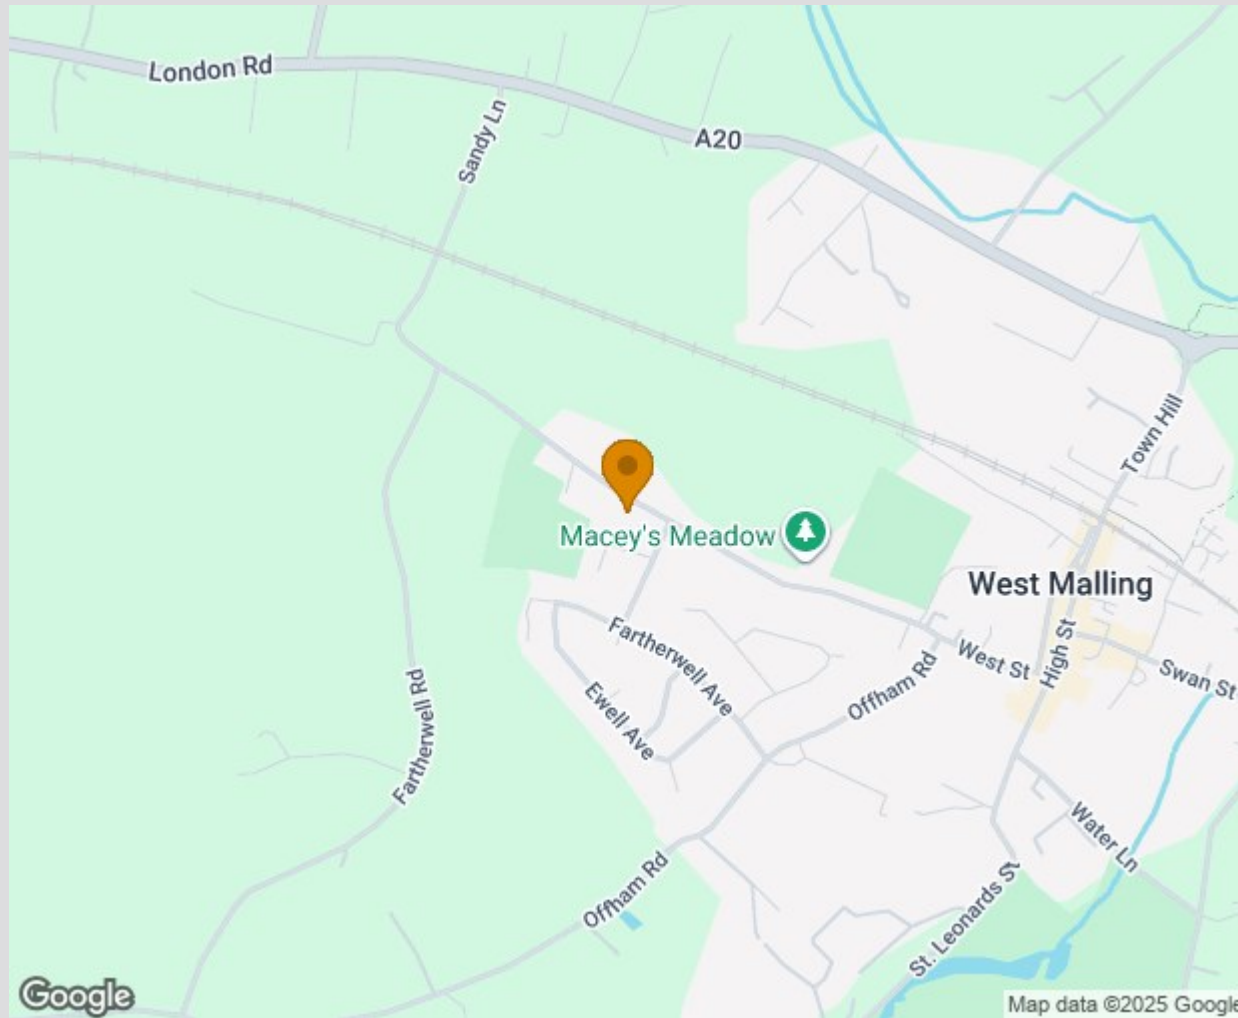 London Rd
Sandy Ln
A20
Town Hill
Macey's Meadow
West Malling
Fartherwell Ave
West St
High St
Swan St
Offham Rd
Ewell Ave
Fartherwell Rd
Water Ln
Offham Rd
St. Leonards St
Google
Map data ©2025 Google